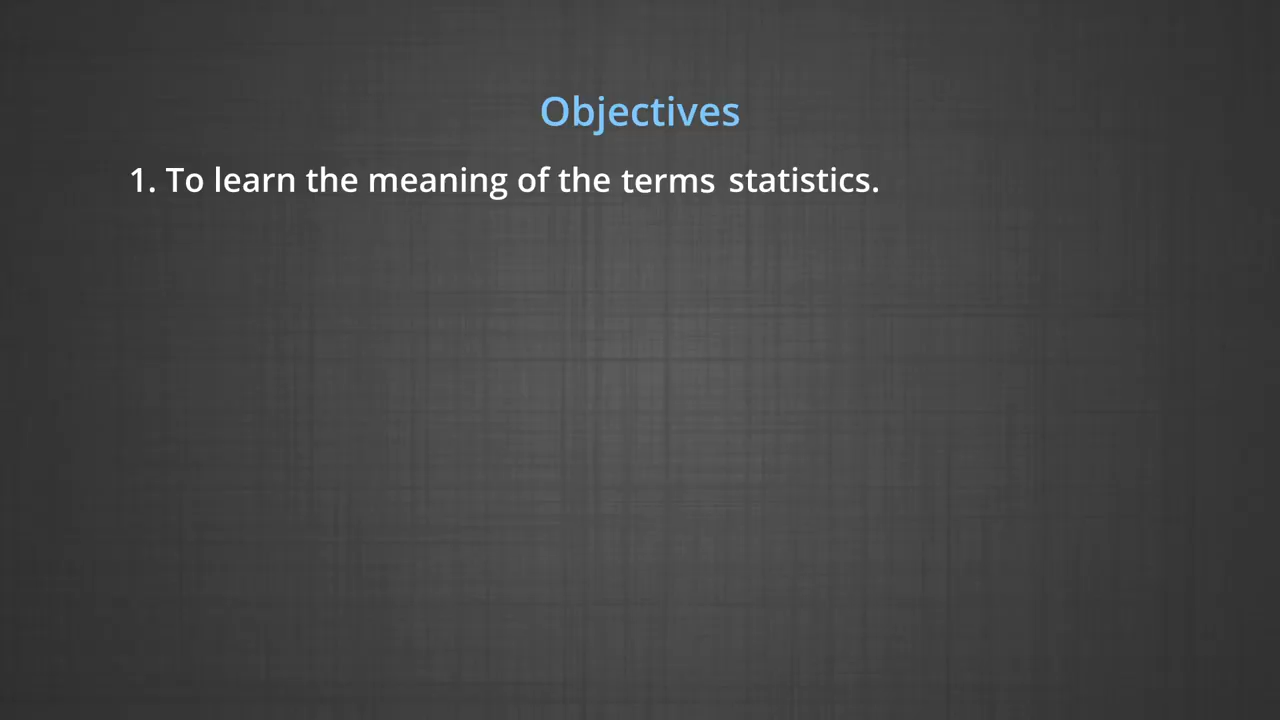 Objectives
1. To learn the meaning of the terms statistics.